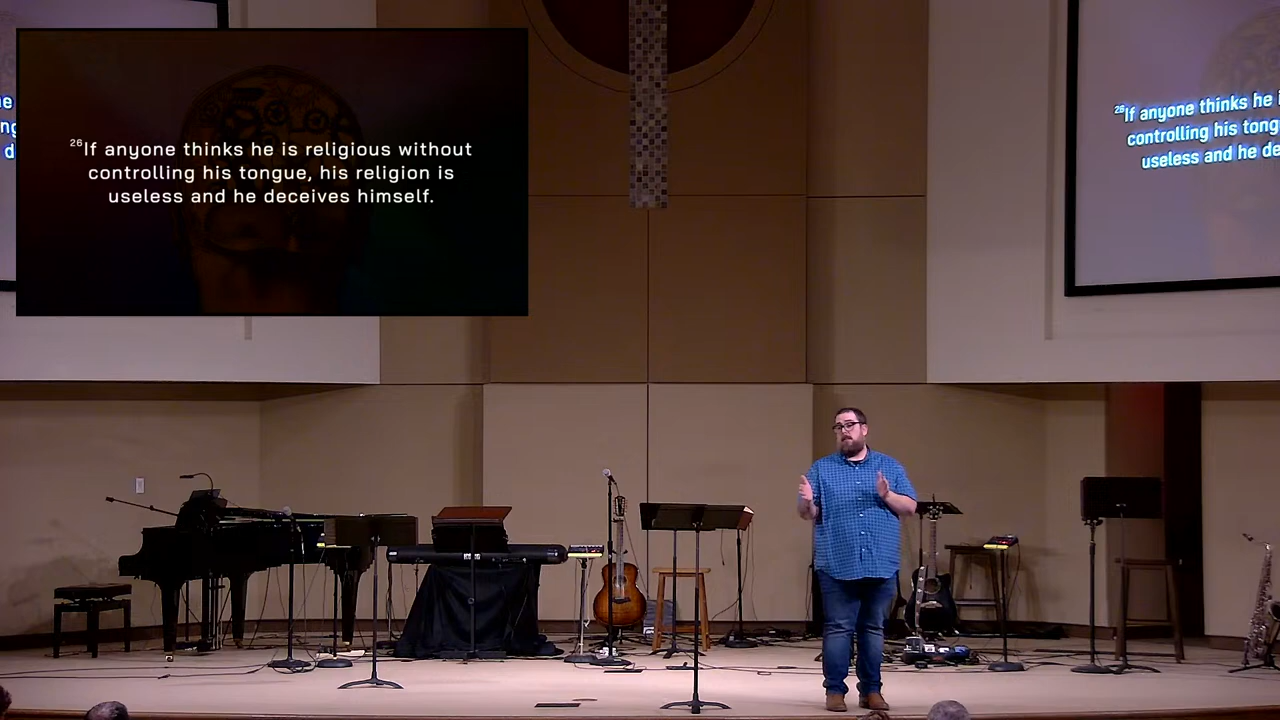 ²⁶If anyone thinks he is religious without
controlling his tongue, his religion is
useless and he deceives himself.
²⁶If anyone thinks he
controlling his tong
useless and he de